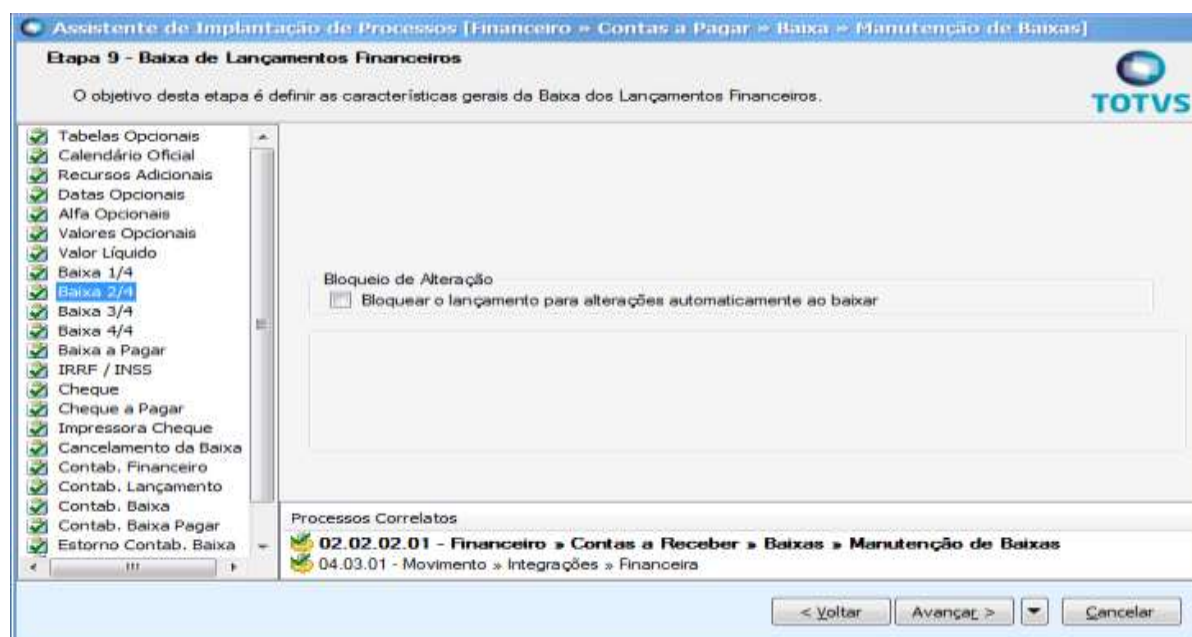 Assistente de Implantação de Processos [Financeiro » Contas a Pagar » Baixa » Manutenção de Baixas]
Etapa 9 - Baixa de Lançamentos Financeiros
O objetivo desta etapa é definir as características gerais da Baixa dos Lançamentos Financeiros.
TOTVS
Tabelas Opcionais
Calendário Oficial
Recursos Adicionais
Datas Opcionais
Alfa Opcionais
Valores Opcionais
Valor Líquido
Baixa 1/4
Baixa 2/4
Baixa 3/4
Baixa 4/4
Baixa a Pagar
IRRF / INSS
Cheque
Cheque a Pagar
Impressora Cheque
Cancelamento da Baixa
Contab. Financeiro
Contab. Lançamento
Contab. Baixa
Contab. Baixa Pagar
Estorno Contab. Baixa
Bloqueio de Alteração
Bloquear o lançamento para alterações automaticamente ao baixar
Processos Correlatos
02.02.02.01 - Financeiro » Contas a Receber » Baixas » Manutenção de Baixas
04.03.01 - Movimento » Integrações » Financeira
< Voltar Avançar > Cancelar